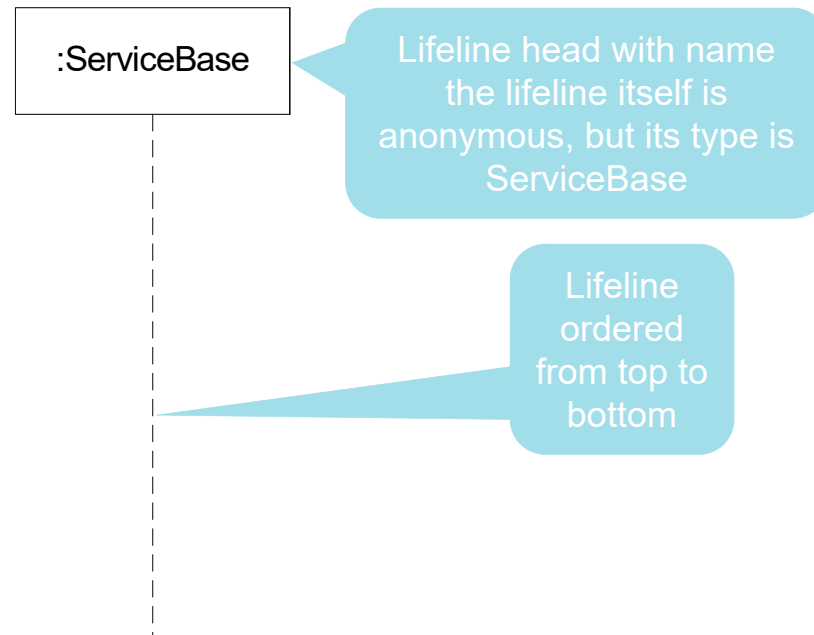 :ServiceBase
Lifeline head with name
the lifeline itself is
anonymous, but its type is
ServiceBase
Lifeline
ordered
from top to
bottom